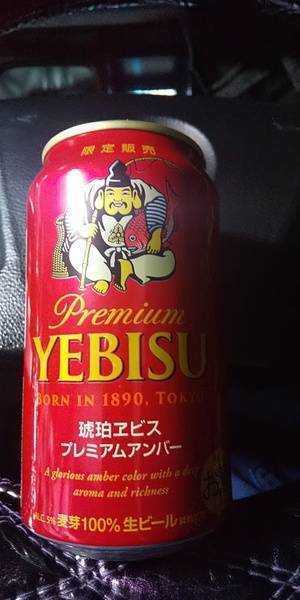 限定販売
Premium
YEBISU
BORN IN 1890, TOKYO
琥珀ヱビス
プレミアムアンバー
A glorious amber color with a deep
aroma and richness
ALC. 5% 麦芽100% 生ビール